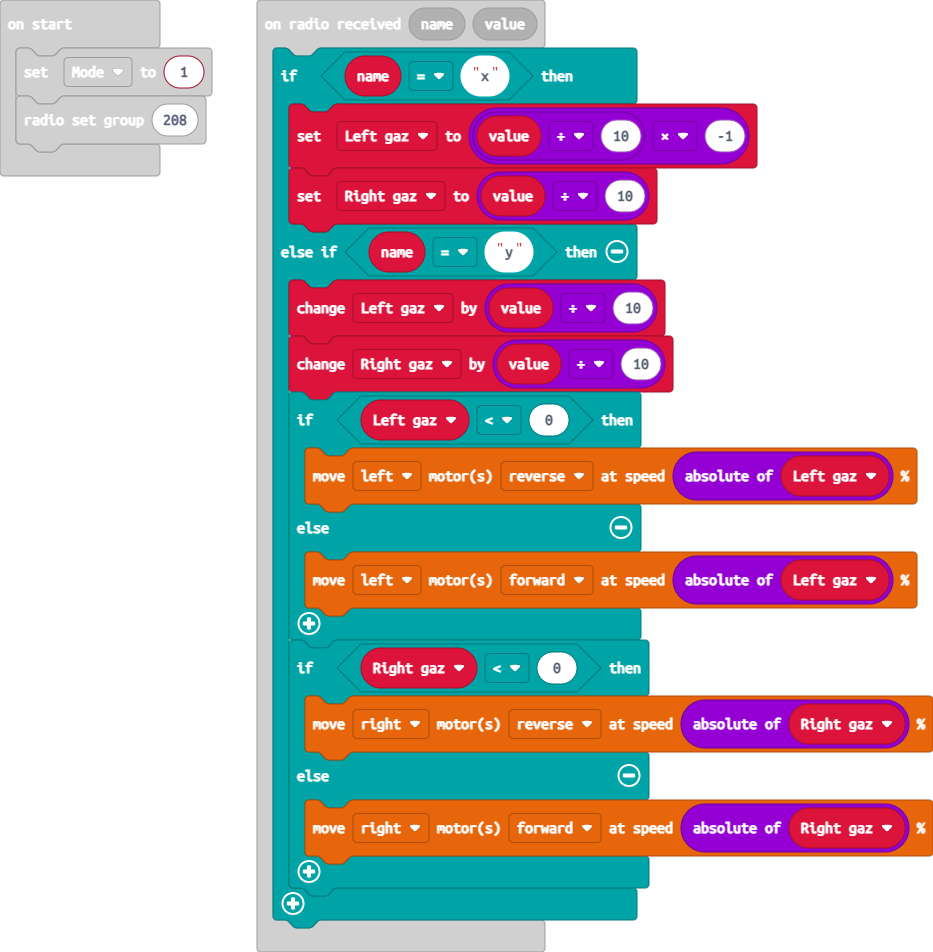 on start
set Mode to 1
radio set group 208
on radio received name value
if name = "x" then
set Left gaz to value ÷ 10 × -1
set Right gaz to value ÷ 10
else if name = "y" then
change Left gaz by value ÷ 10
change Right gaz by value ÷ 10
if Left gaz < 0 then
move left motor(s) reverse at speed absolute of Left gaz %
else
move left motor(s) forward at speed absolute of Left gaz %
if Right gaz < 0 then
move right motor(s) reverse at speed absolute of Right gaz %
else
move right motor(s) forward at speed absolute of Right gaz %